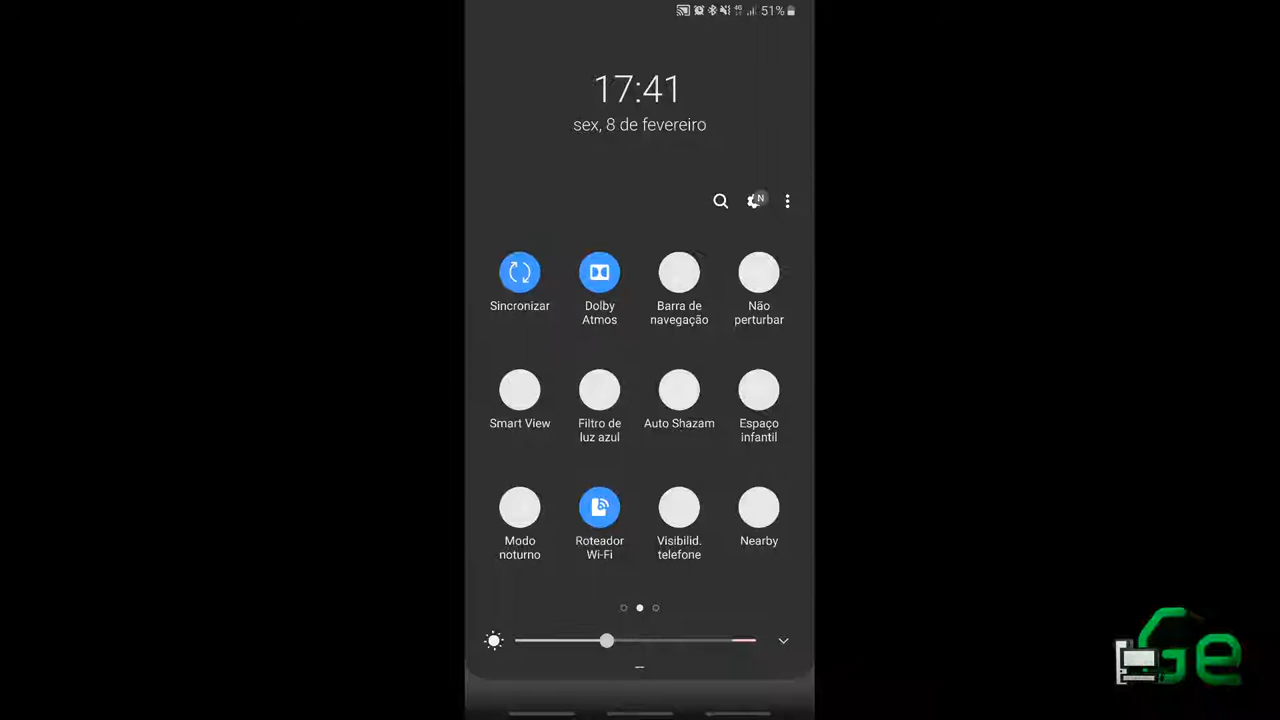 51%
17:41
sex, 8 de fevereiro
N
Sincronizar
Dolby
Atmos
Barra de
navegação
Não
perturbar
Smart View
Filtro de
luz azul
Auto Shazam
Espaço
infantil
Modo
noturno
Roteador
Wi-Fi
Visibilid.
telefone
Nearby
Ge